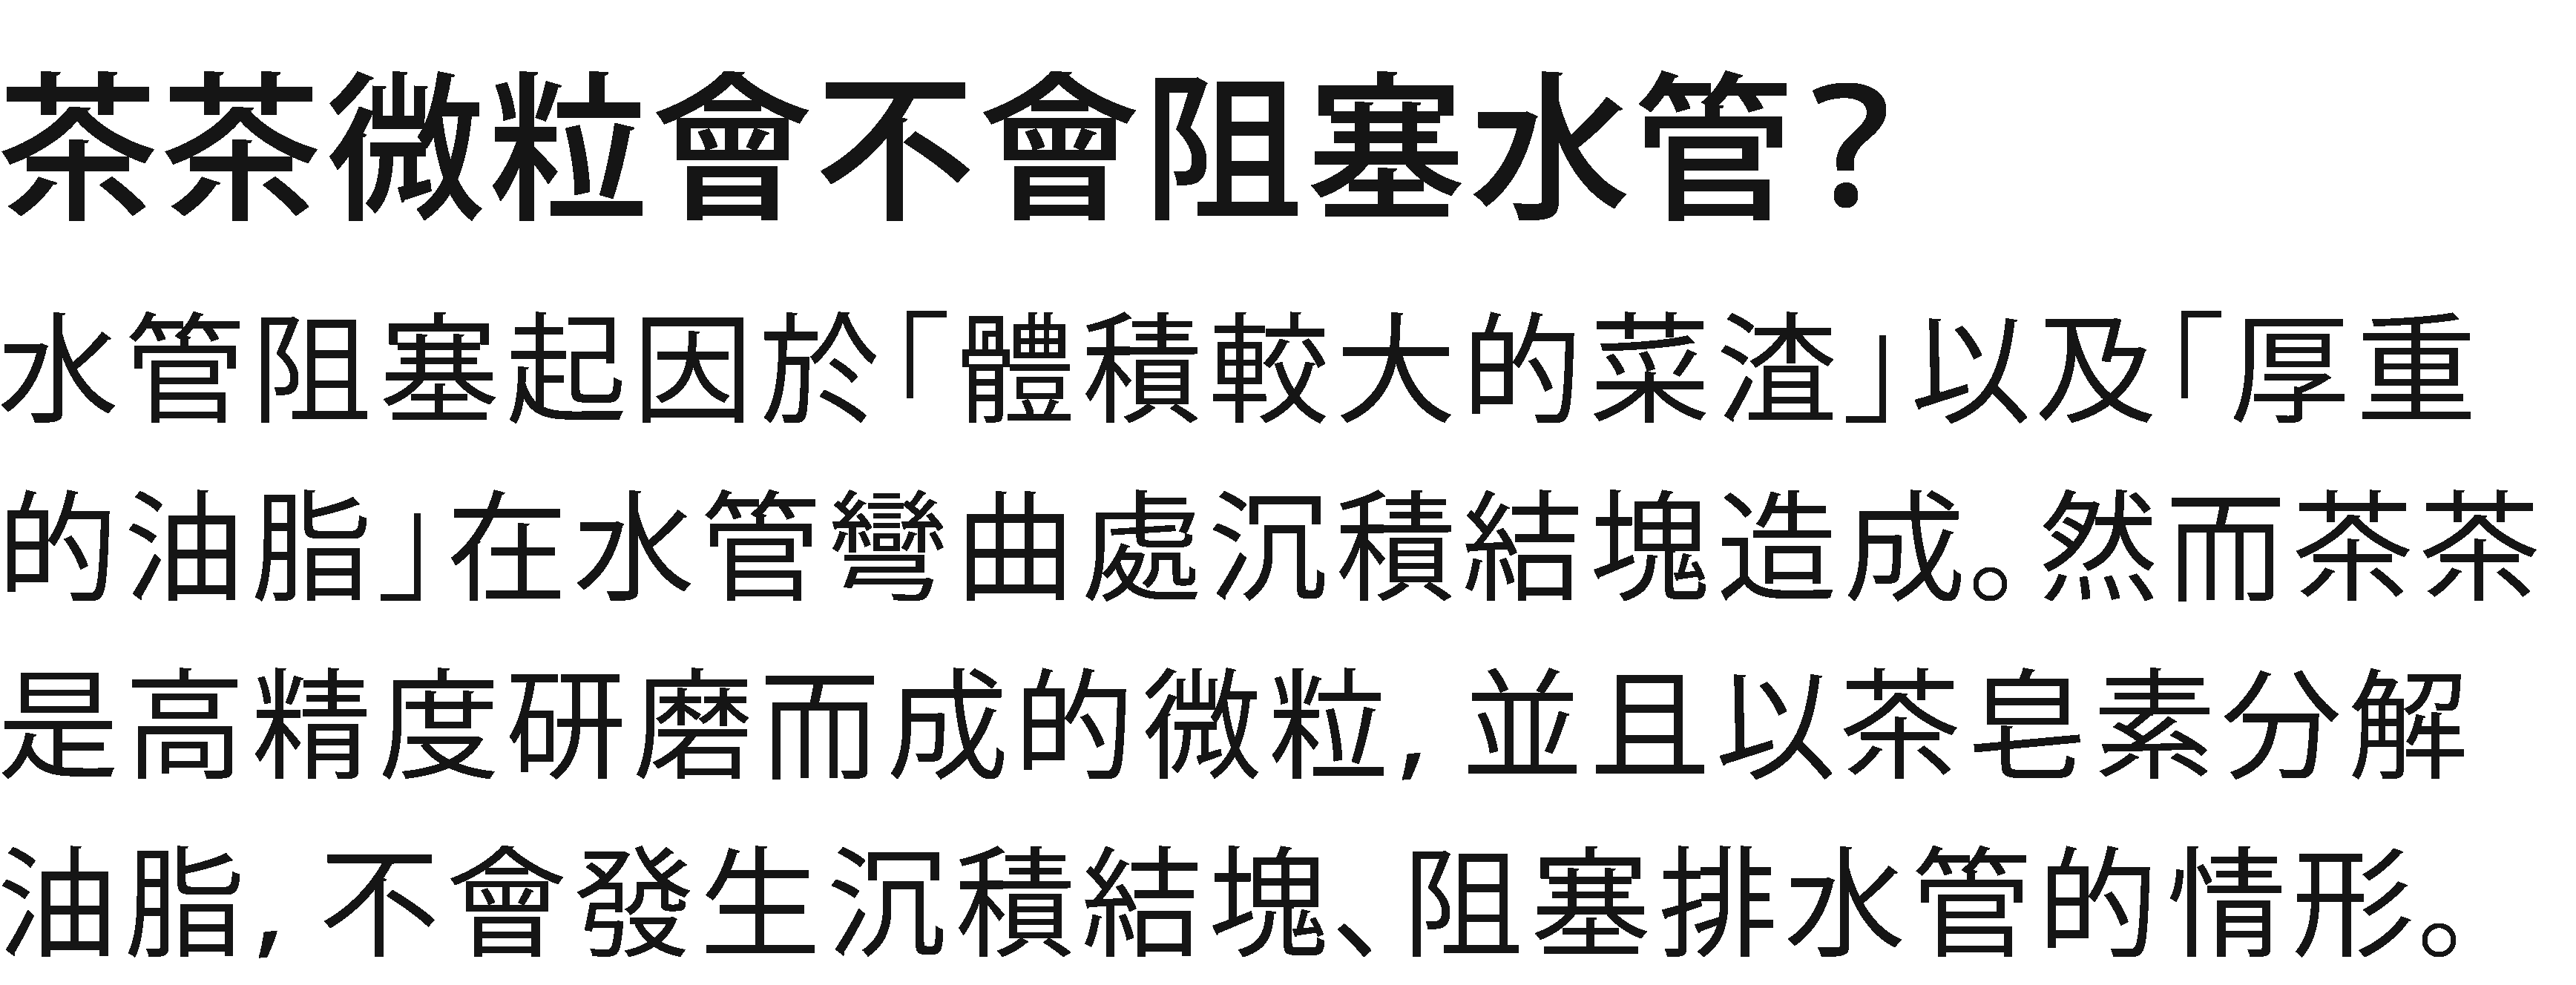 茶茶微粒會不會阻塞水管？
水管阻塞起因於「體積較大的菜渣」以及「厚重
的油脂」在水管彎曲處沉積結塊造成。然而茶茶
是高精度研磨而成的微粒, 並且以茶皂素分解
油脂, 不會發生沉積結塊、阻塞排水管的情形。